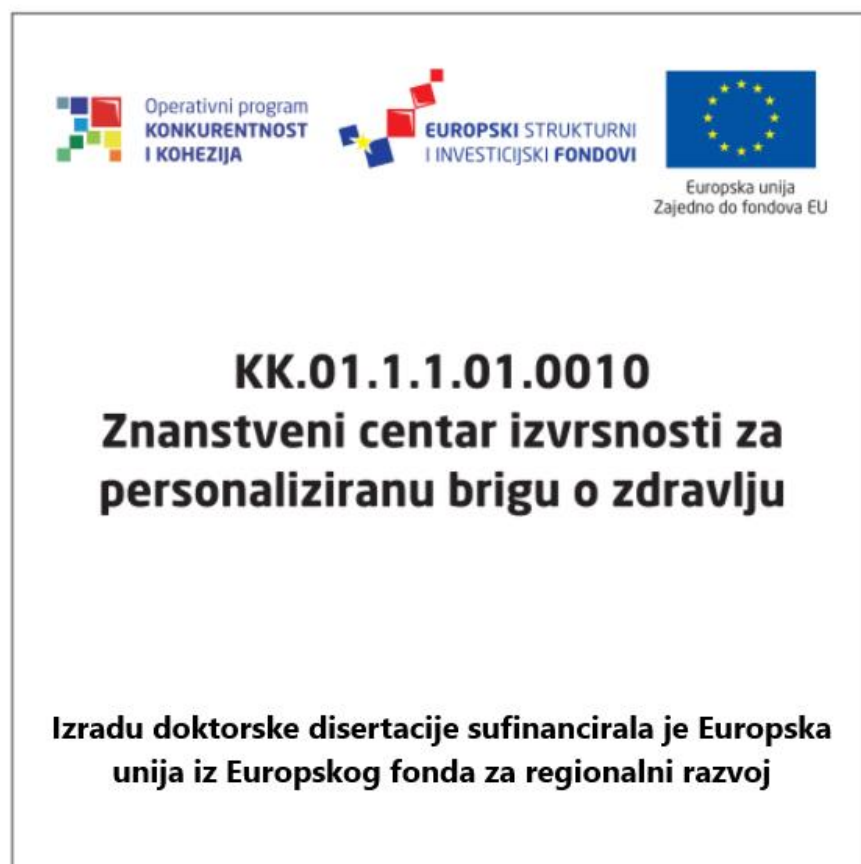 Operativni program
KONKURENTNOST
I KOHEZIJA
EUROPSKI STRUKTURNI
I INVESTICIJSKI FONDOVI
Europska unija
Zajedno do fondova EU
KK.01.1.1.01.0010
Znanstveni centar izvrsnosti za
personaliziranu brigu o zdravlju
Izradu doktorske disertacije sufinancirala je Europska
unija iz Europskog fonda za regionalni razvoj